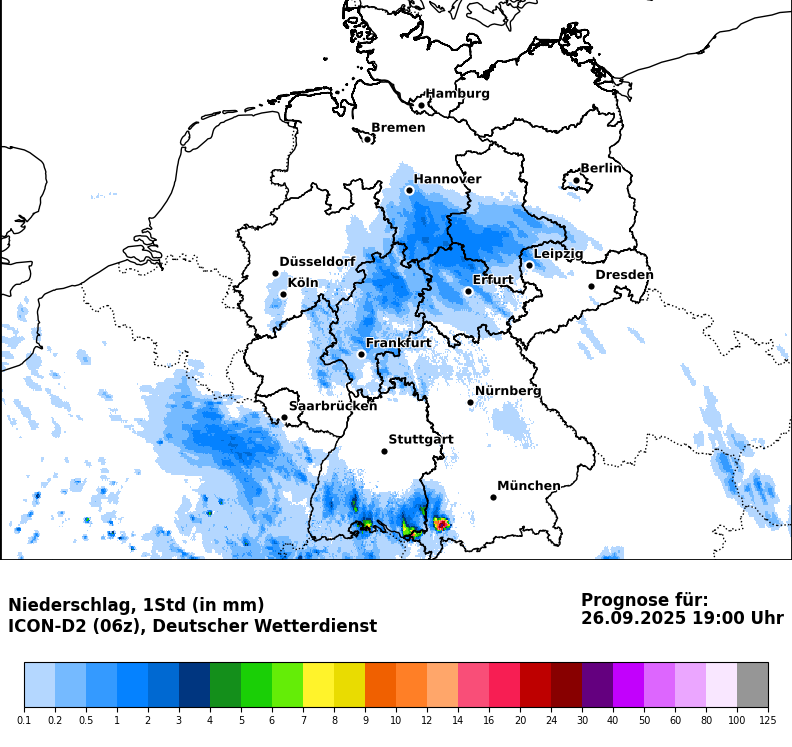 Hamburg
Bremen
Berlin
Hannover
Leipzig
Düsseldorf
Dresden
Köln
Erfurt
Frankfurt
Nürnberg
Saarbrücken
Stuttgart
München
Niederschlag, 1Std (in mm)
ICON-D2 (06z), Deutscher Wetterdienst
Prognose für:
26.09.2025 19:00 Uhr
0.1 0.2 0.5 1 2 3 4 5 6 7 8 9 10 12 14 16 20 24 30 40 50 60 80 100 125